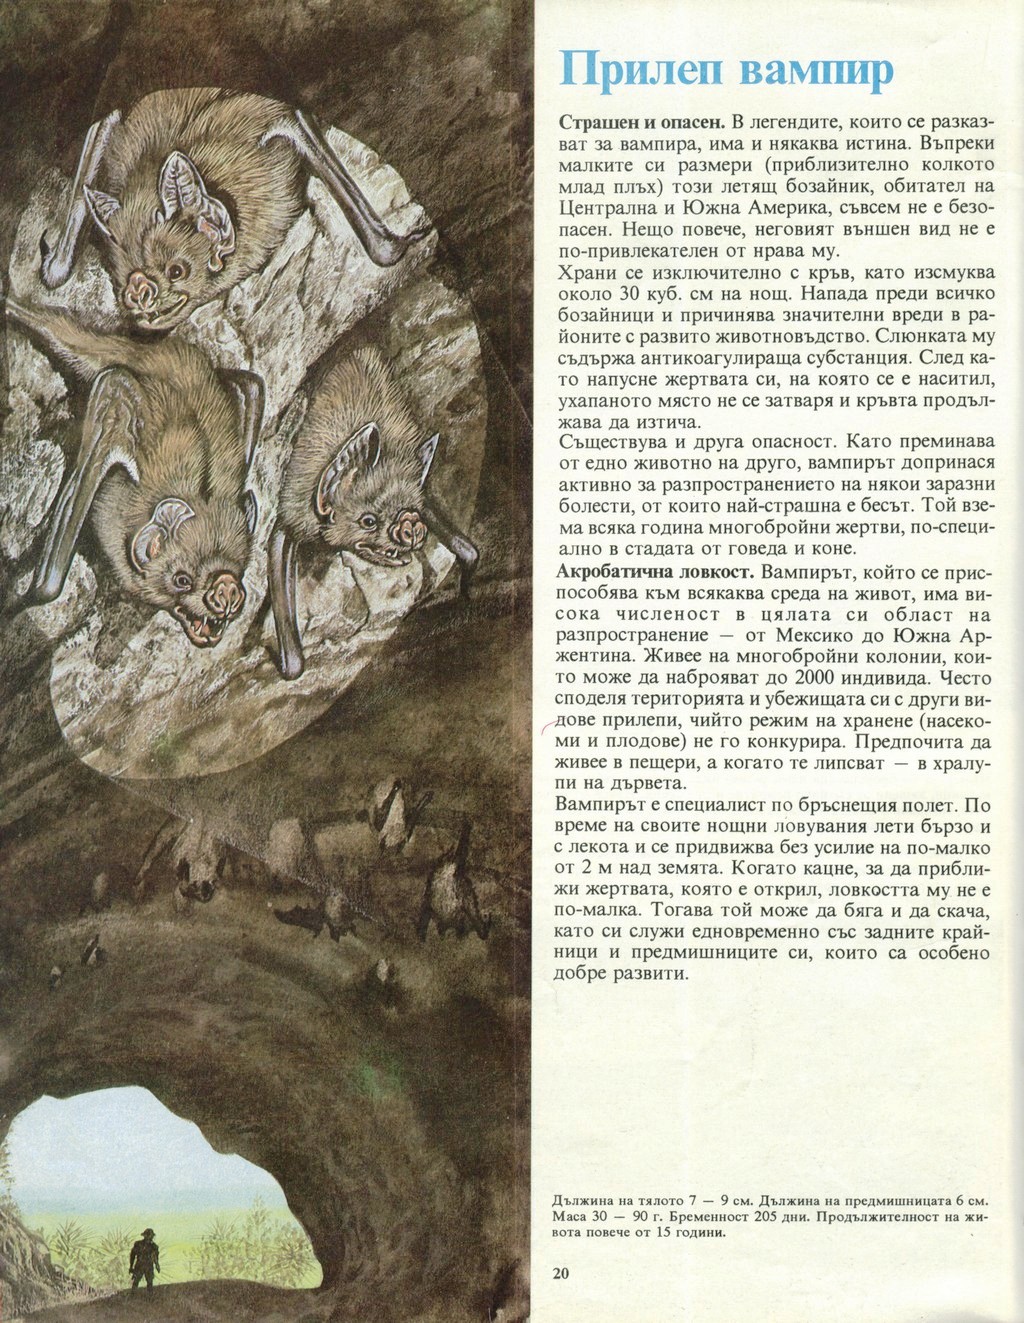 Прилеп вампир
Страшен и опасен. В легендите, които се разказ-
ват за вампира, има и някаква истина. Въпреки
малките си размери (приблизително колкото
млад плъх) този летящ бозайник, обитател на
Централна и Южна Америка, съвсем не е безо-
пасен. Нещо повече, неговият външен вид не е
по-привлекателен от нрава му.
Храни се изключително с кръв, като изсмуква
около 30 куб. см на нощ. Напада преди всичко
бозайници и причинява значителни вреди в ра-
йоните с развито животновъдство. Слюнката му
съдържа антикоагулираща субстанция. След ка-
то напусне жертвата си, на която се е наситил,
ухапаното място не се затваря и кръвта продъл-
жава да изтича.
Съществува и друга опасност. Като преминава
от едно животно на друго, вампирът допринася
активно за разпространението на някои заразни
болести, от които най-страшна е бесът. Той взе-
ма всяка година многобройни жертви, по-специ-
ално в стадата от говеда и коне.
Акробатична ловкост. Вампирът, който се прис-
пособява към всякаква среда на живот, има ви-
сока численост в цялата си област на
разпространение — от Мексико до Южна Ар-
жентина. Живее на многобройни колонии, кои-
то може да наброяват до 2000 индивида. Често
споделя територията и убежищата си с други ви-
дове прилепи, чийто режим на хранене (насеко-
ми и плодове) не го конкурира. Предпочита да
живее в пещери, а когато те липсват — в хралу-
пи на дървета.
Вампирът е специалист по бръснещия полет. По
време на своите нощни ловувания лети бързо и
с лекота и се придвижва без усилие на по-малко
от 2 м над земята. Когато кацне, за да прибли-
жи жертвата, която е открил, ловкостта му не е
по-малка. Тогава той може да бяга и да скача,
като си служи едновременно със задните край-
ници и предмишниците си, които са особено
добре развити.
Дължина на тялото 7 — 9 см. Дължина на предмишницата 6 см.
Маса 30 — 90 г. Бременност 205 дни. Продължителност на жи-
вота повече от 15 години.
20